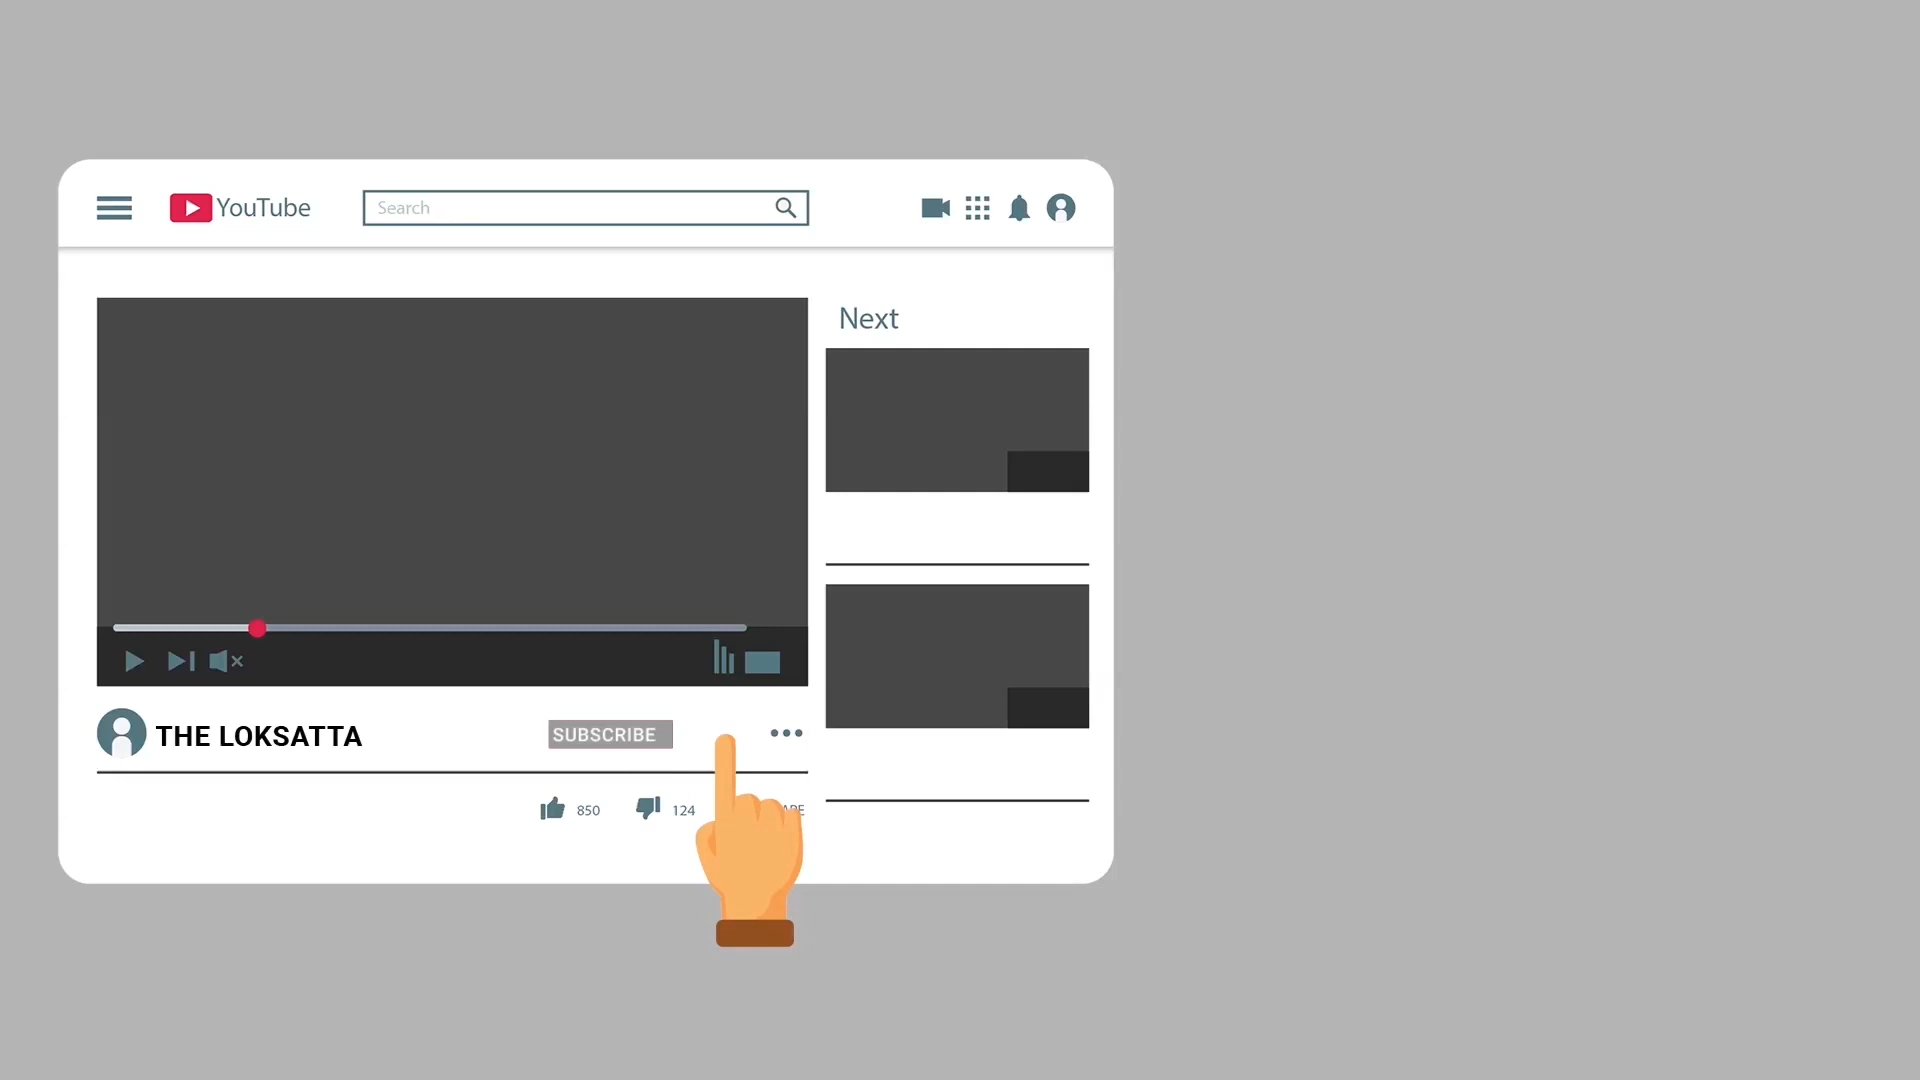 YouTube
Search
Next
THE LOKSATTA
SUBSCRIBE
850
124